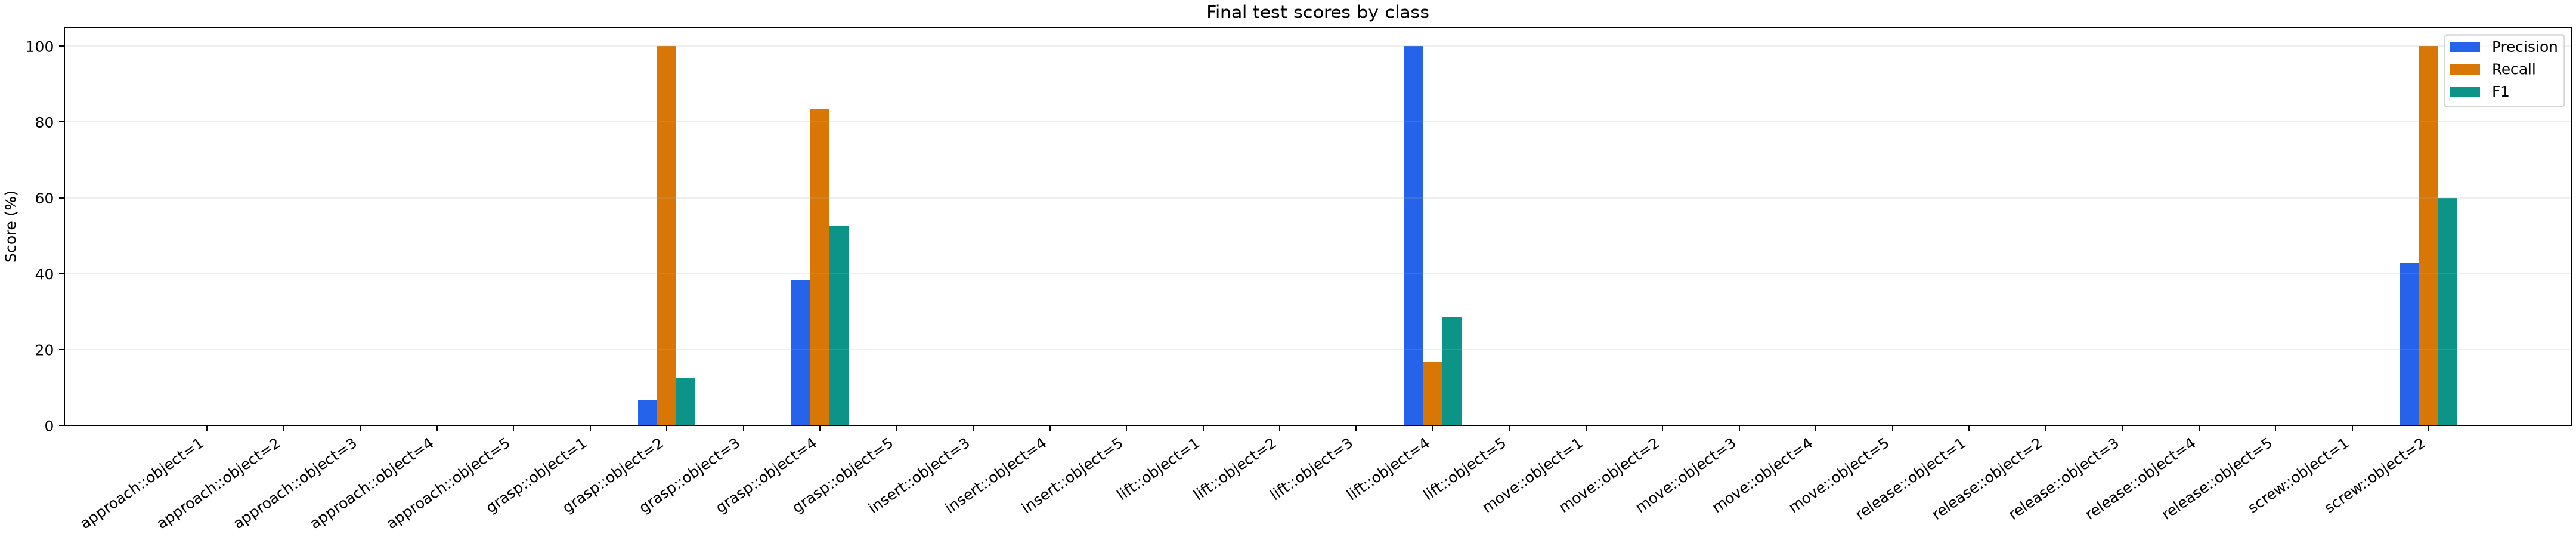 Final test scores by class
Score (%)
100
80
60
40
20
0
Precision
Recall
F1
approach::object=1
approach::object=2
approach::object=3
approach::object=4
approach::object=5
grasp::object=1
grasp::object=2
grasp::object=3
grasp::object=4
grasp::object=5
insert::object=3
insert::object=4
insert::object=5
lift::object=1
lift::object=2
lift::object=3
lift::object=4
lift::object=5
move::object=1
move::object=2
move::object=3
move::object=4
move::object=5
release::object=1
release::object=2
release::object=3
release::object=4
release::object=5
screw::object=1
screw::object=2